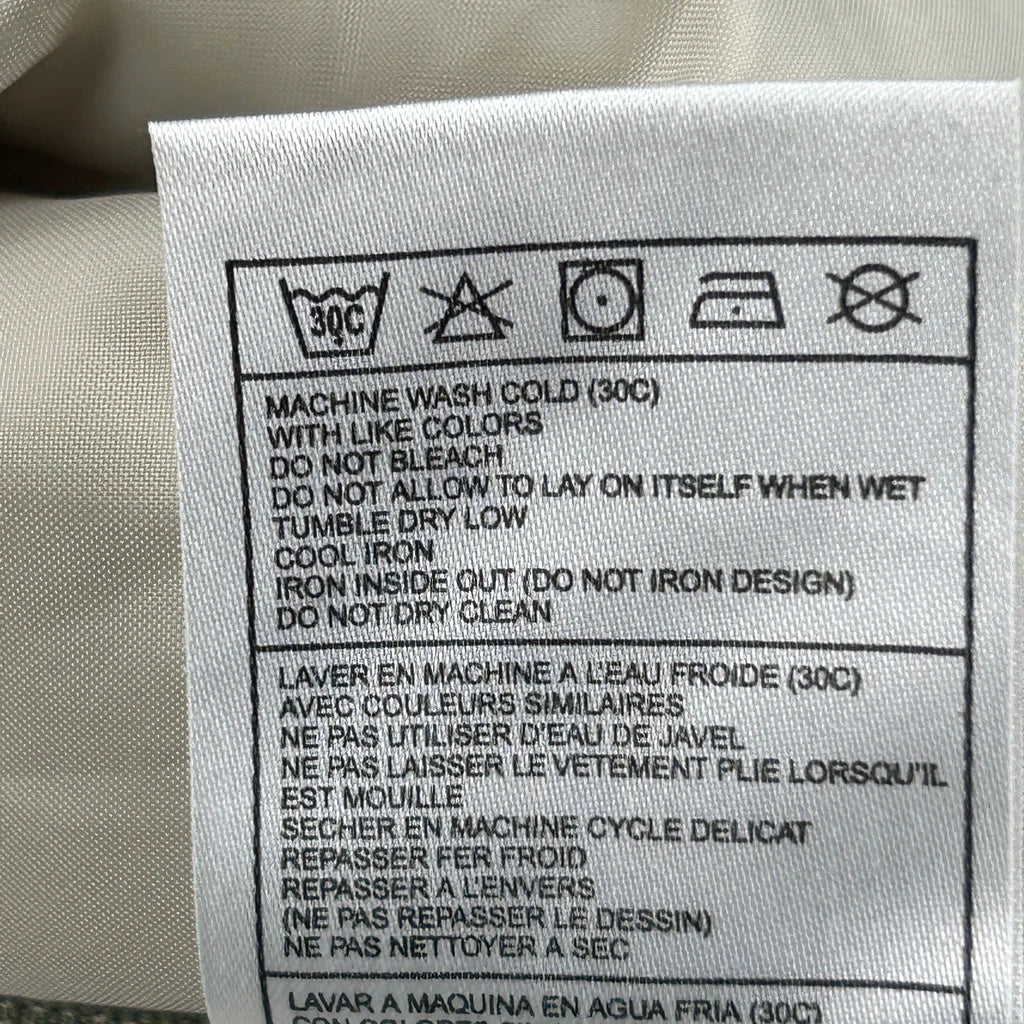 30C
MACHINE WASH COLD (30C)
WITH LIKE COLORS
DO NOT BLEACH
DO NOT ALLOW TO LAY ON ITSELF WHEN WET
TUMBLE DRY LOW
COOL IRON
IRON INSIDE OUT (DO NOT IRON DESIGN)
DO NOT DRY CLEAN
LAVER EN MACHINE A L'EAU FROIDE (30C)
AVEC COULEURS SIMILAIRES
NE PAS UTILISER D'EAU DE JAVEL
NE PAS LAISSER LE VETEMENT PLIE LORSQU'IL
EST MOUILLE
SECHER EN MACHINE CYCLE DELICAT
REPASSER FER FROID
REPASSER A L'ENVERS
(NE PAS REPASSER LE DESSIN)
NE PAS NETTOYER A SEC
LAVAR A MAQUINA EN AGUA FRIA (30C)
CON COLORES